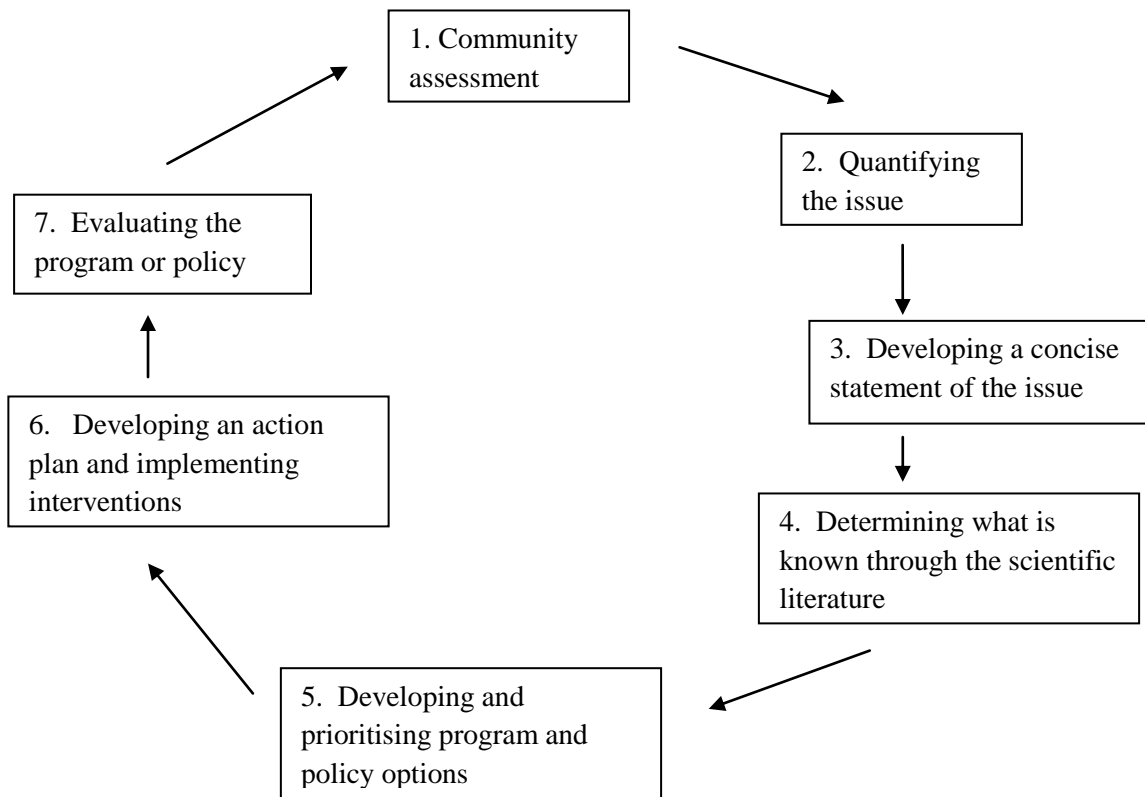 1. Community
assessment
2. Quantifying
the issue
3. Developing a concise
statement of the issue
4. Determining what is
known through the scientific
literature
5. Developing and
prioritising program and
policy options
6. Developing an action
plan and implementing
interventions
7. Evaluating the
program or policy